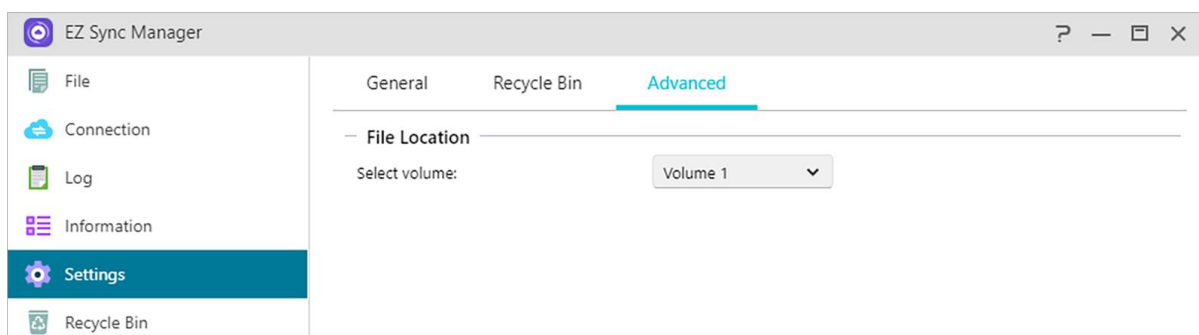 EZ Sync Manager
File
Connection
Log
Information
Settings
Recycle Bin
General Recycle Bin Advanced
File Location
Select volume: Volume 1